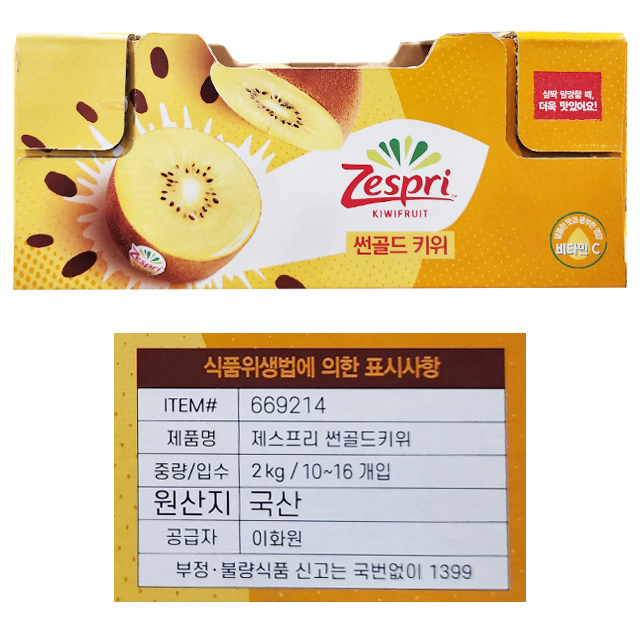 살짝 말랑할 때,
더욱 맛있어요!
Zespri™
KIWIFRUIT
썬골드 키위
비타민 C
Zespri
식품위생법에 의한 표시사항
ITEM# 669214
제품명 제스프리 썬골드키위
중량/입수 2kg / 10~16 개입
원산지 국산
공급자 이화원
부정·불량식품 신고는 국번없이 1399